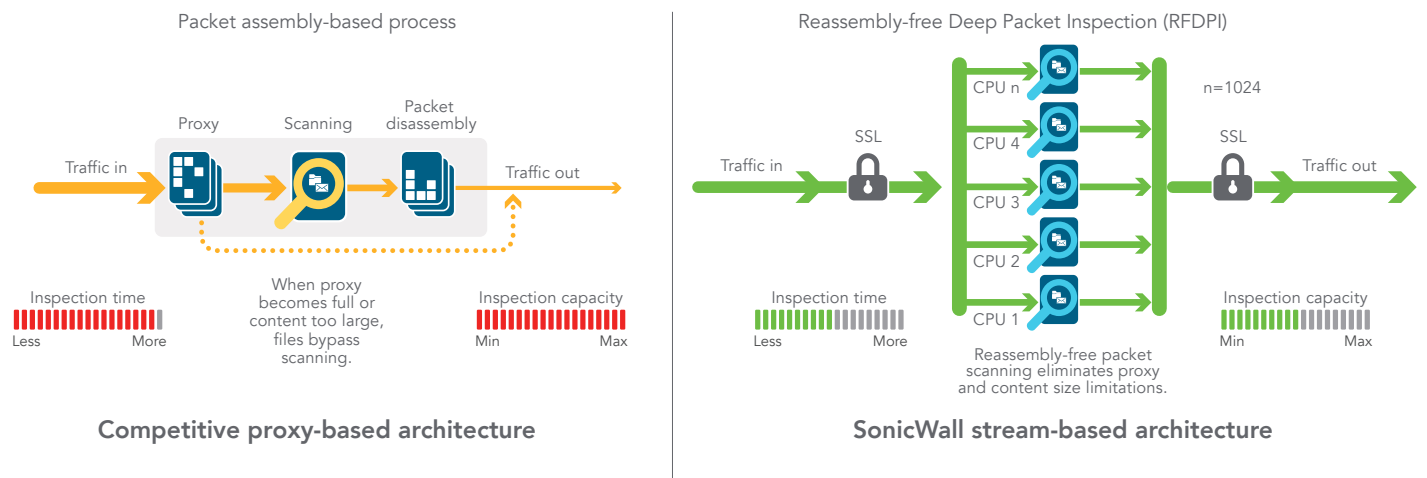 Packet assembly-based process
Proxy
Scanning
Packet
disassembly
Traffic in
Traffic out
When proxy
becomes full or
content too large,
files bypass
scanning.
Inspection time
Less
More
Inspection capacity
Min
Max
Competitive proxy-based architecture
Reassembly-free Deep Packet Inspection (RFDPI)
n=1024
Traffic in
SSL
CPU n
CPU 4
CPU 3
CPU 2
CPU 1
SSL
Traffic out
Inspection time
Less
More
Inspection capacity
Min
Max
Reassembly-free packet
scanning eliminates proxy
and content size limitations.
SonicWall stream-based architecture